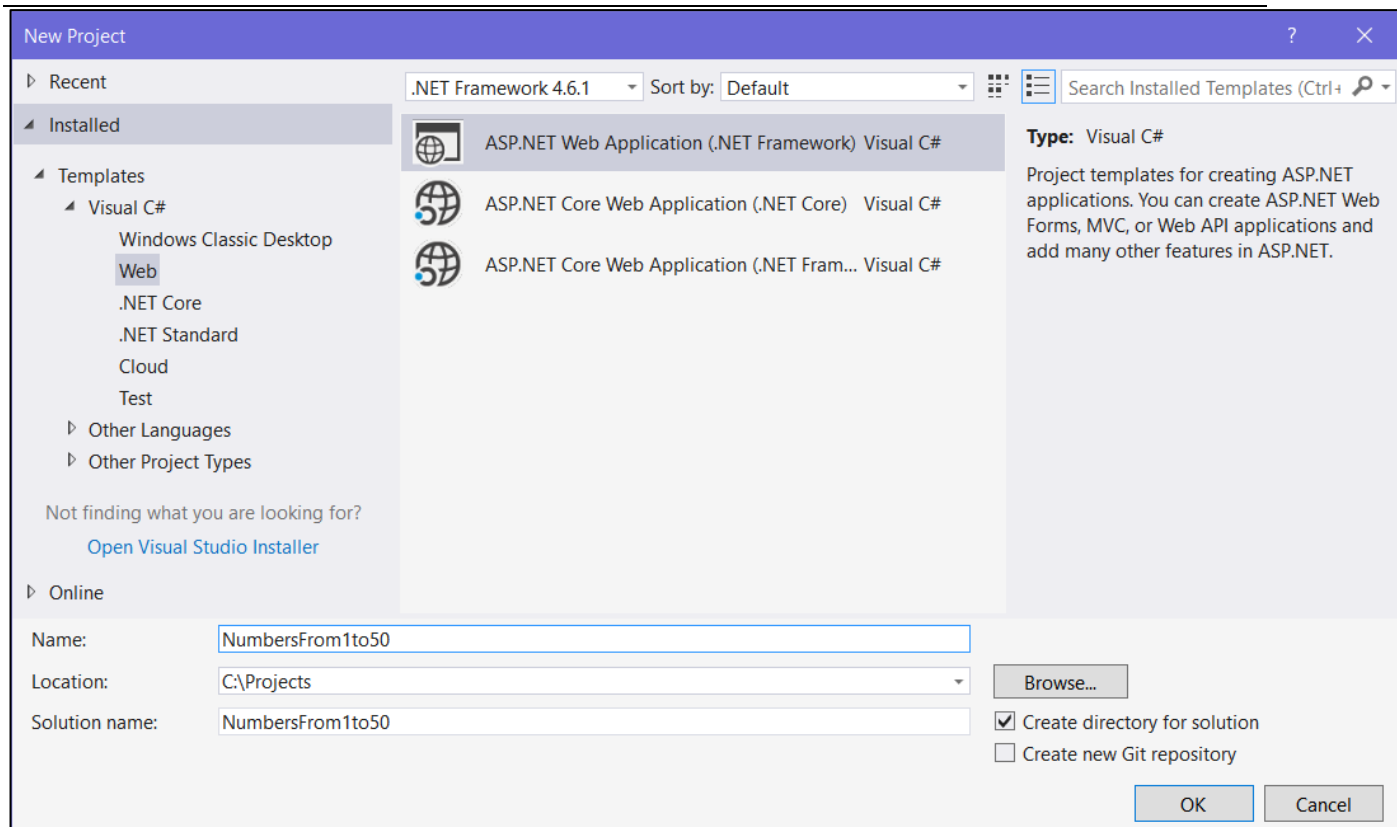 New Project
?
Recent
Installed
Templates
Visual C#
Windows Classic Desktop
Web
.NET Core
.NET Standard
Cloud
Test
Other Languages
Other Project Types
Not finding what you are looking for?
Open Visual Studio Installer
Online
.NET Framework 4.6.1
Sort by: Default
Search Installed Templates (Ctrl+
ASP.NET Web Application (.NET Framework) Visual C#
ASP.NET Core Web Application (.NET Core) Visual C#
ASP.NET Core Web Application (.NET Fram... Visual C#
Type: Visual C#
Project templates for creating ASP.NET
applications. You can create ASP.NET Web
Forms, MVC, or Web API applications and
add many other features in ASP.NET.
Name: NumbersFrom1to50
Location: C:\Projects
Browse...
Solution name: NumbersFrom1to50
Create directory for solution
Create new Git repository
OK
Cancel